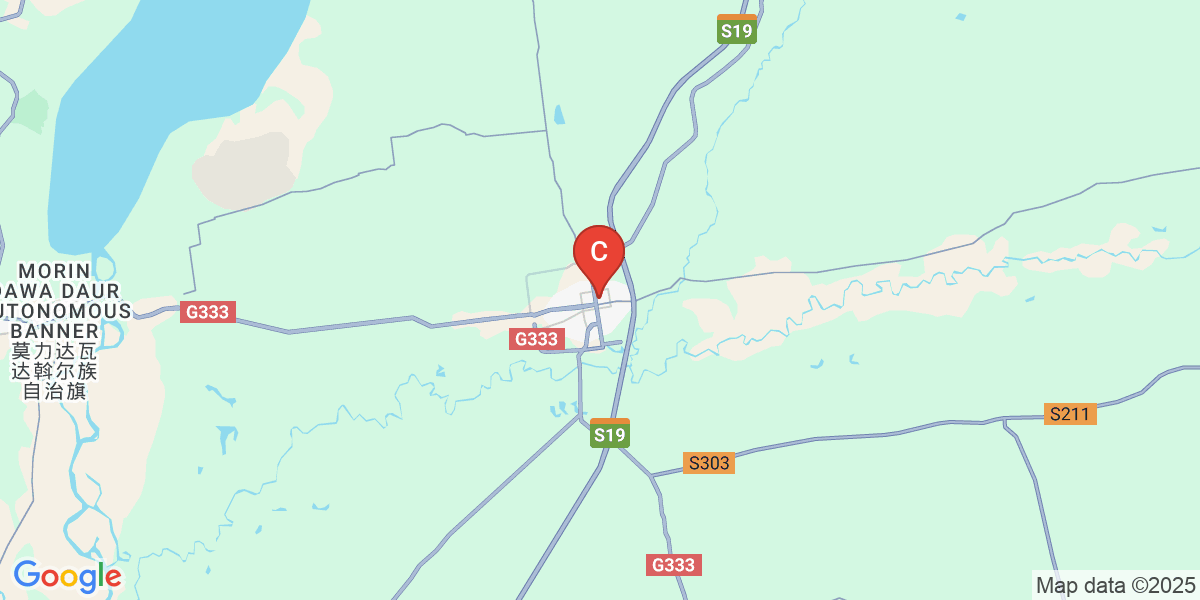 S19
C
MORIN
DAWA DAUR
AUTONOMOUS
BANNER
莫力达瓦
达斡尔族
自治旗
G333
G333
S211
S19
S303
G333
Google
Map data ©2025